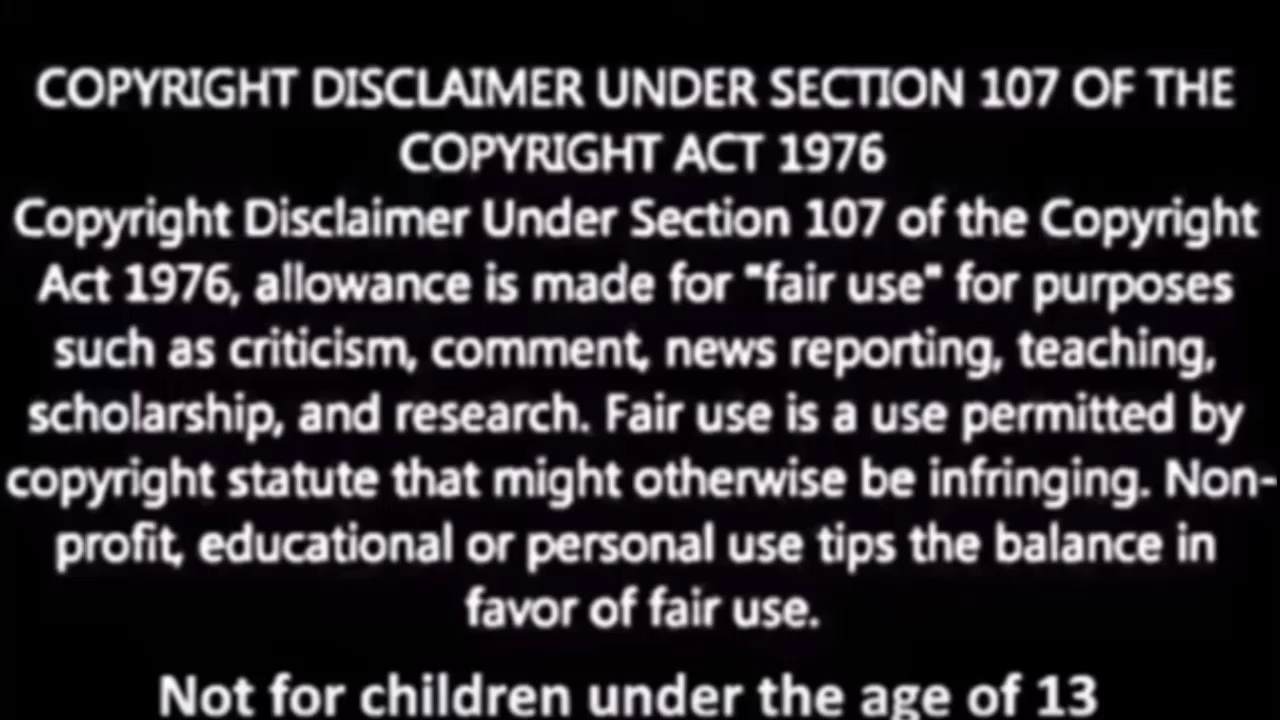 COPYRIGHT DISCLAIMER UNDER SECTION 107 OF THE
COPYRIGHT ACT 1976
Copyright Disclaimer Under Section 107 of the Copyright
Act 1976, allowance is made for "fair use" for purposes
such as criticism, comment, news reporting, teaching,
scholarship, and research. Fair use is a use permitted by
copyright statute that might otherwise be infringing. Non-
profit, educational or personal use tips the balance in
favor of fair use.
Not for children under the age of 13